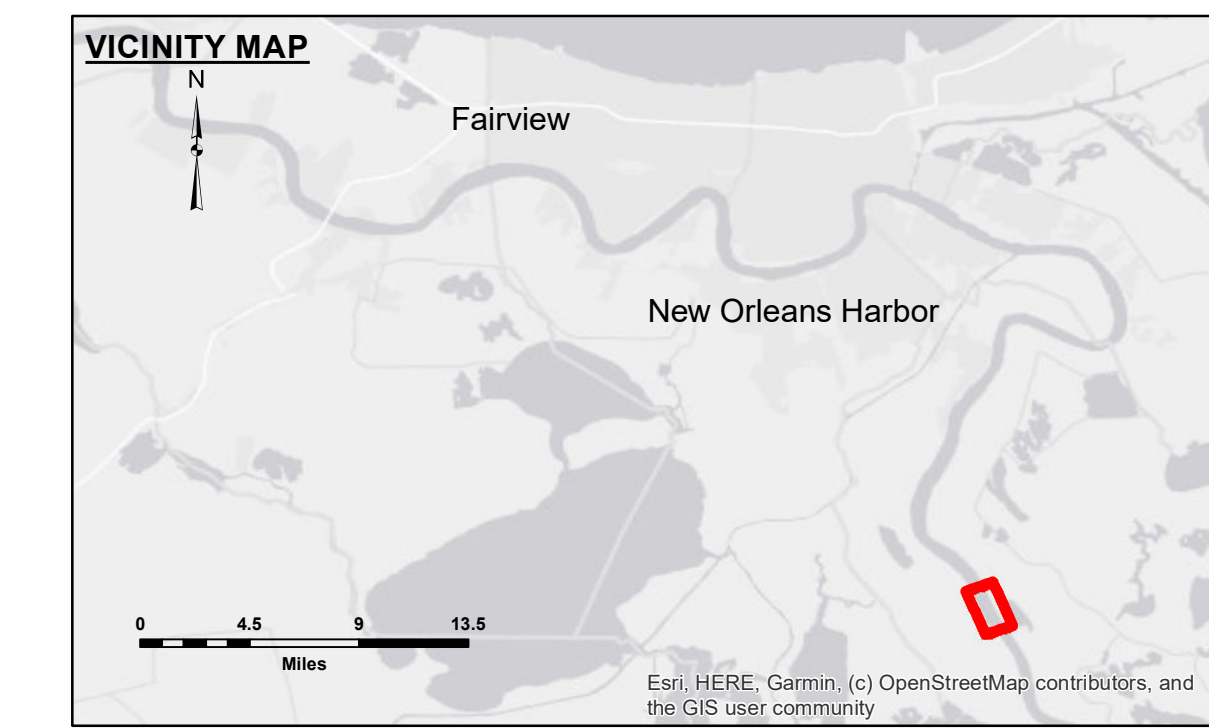 VICINITY MAP
N
Fairview
New Orleans Harbor
0 4.5 9 13.5
Miles
Esri, HERE, Garmin, (c) OpenStreetMap contributors, and
the GIS user community